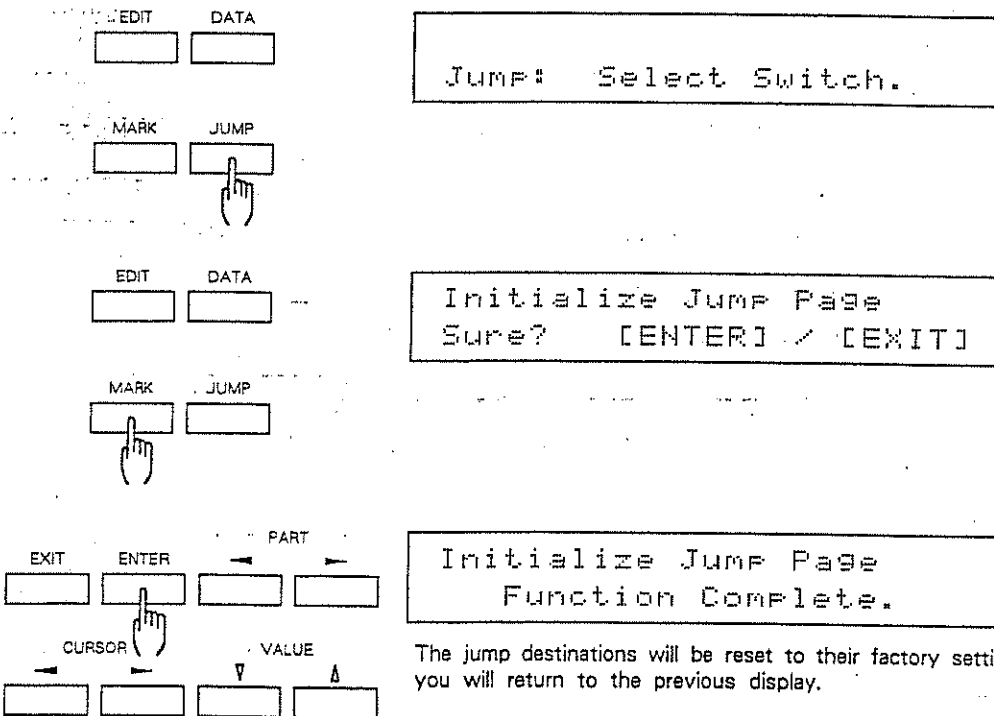 EDIT DATA
Jump: Select Switch.
MARK JUMP
EDIT DATA
Initialize Jump Page
Sure? [ENTER] / [EXIT]
MARK JUMP
PART
EXIT ENTER
Initialize Jump Page
Function Complete.
CURSOR VALUE
The jump destinations will be reset to their factory setti
you will return to the previous display.